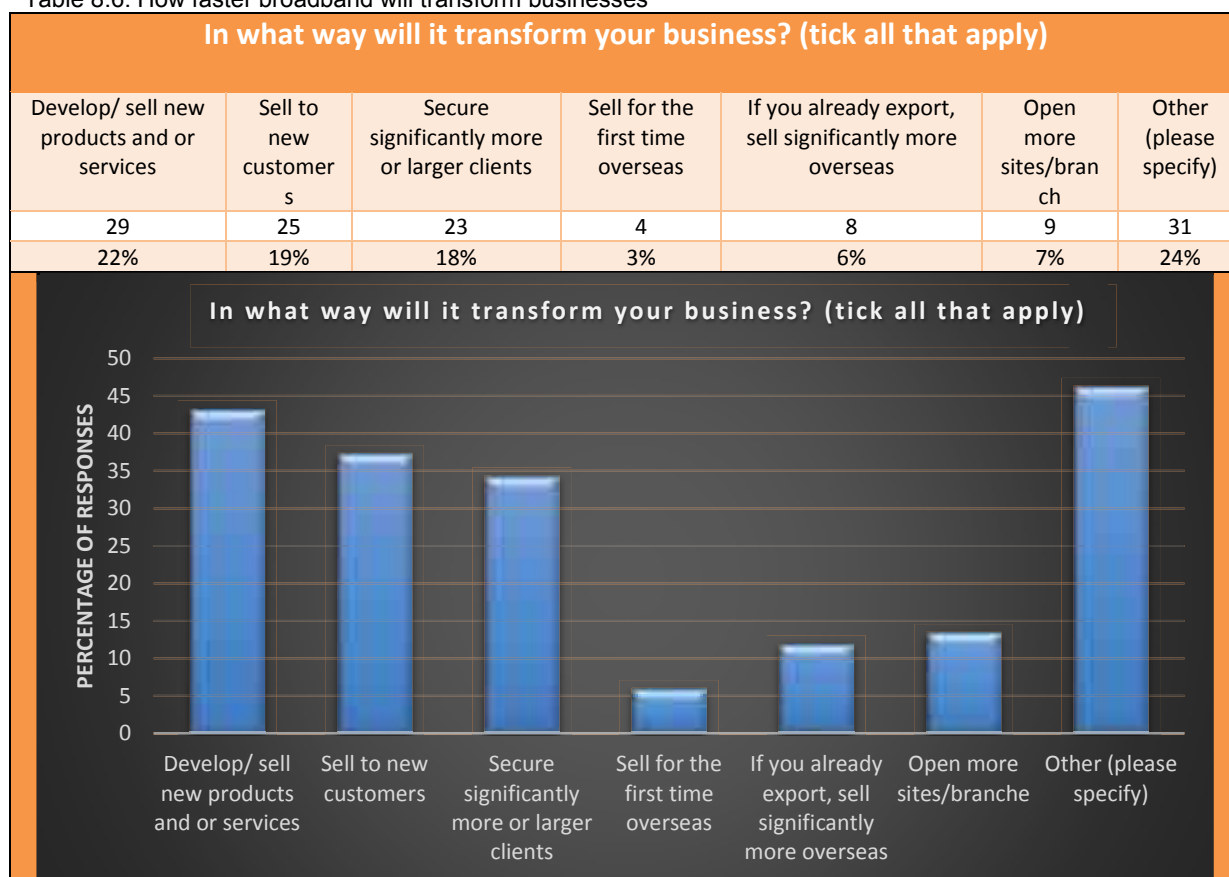 Table 8.6: How faster broadband will transform businesses
In what way will it transform your business? (tick all that apply)
Develop/ sell new
products and or
services
Sell to
new
customer
s
Secure
significantly more
or larger clients
Sell for the
first time
overseas
If you already export,
sell significantly more
overseas
Open
more
sites/bran
ch
Other
(please
specify)
29 25 23 4 8 9 31
22% 19% 18% 3% 6% 7% 24%
In what way will it transform your business? (tick all that apply)
PERCENTAGE OF RESPONSES
50
45
40
35
30
25
20
15
10
5
0
Develop/ sell
new products
and or services
Sell to new
customers
Secure
significantly
more or larger
clients
Sell for the
first time
overseas
If you already
export, sell
significantly
more overseas
Open more
sites/branche
Other (please
specify)